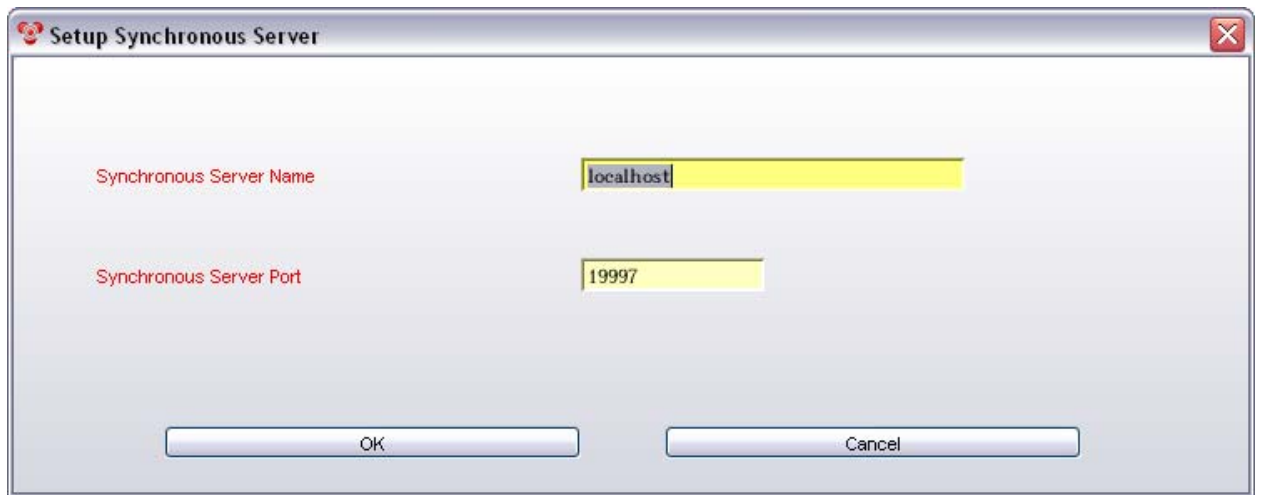 Setup Synchronous Server
Synchronous Server Name localhost
Synchronous Server Port 19997
OK Cancel